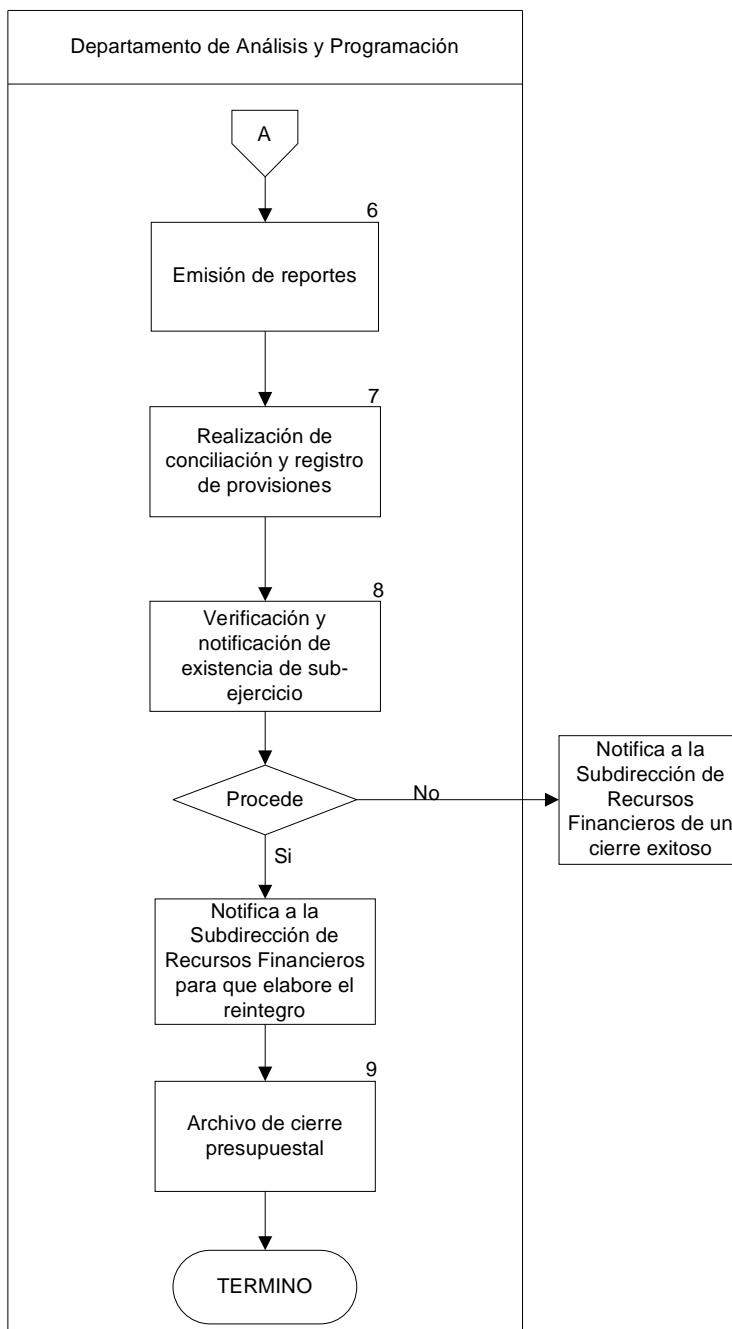 Departamento de Análisis y Programación
A
6
Emisión de reportes
7
Realización de
conciliación y registro
de provisiones
8
Verificación y
notificación de
existencia de sub-
ejercicio
Procede
No
Notifica a la
Subdirección de
Recursos
Financieros de un
cierre exitoso
Si
Notifica a la
Subdirección de
Recursos Financieros
para que elabore el
reintegro
9
Archivo de cierre
presupuestal
TERMINO